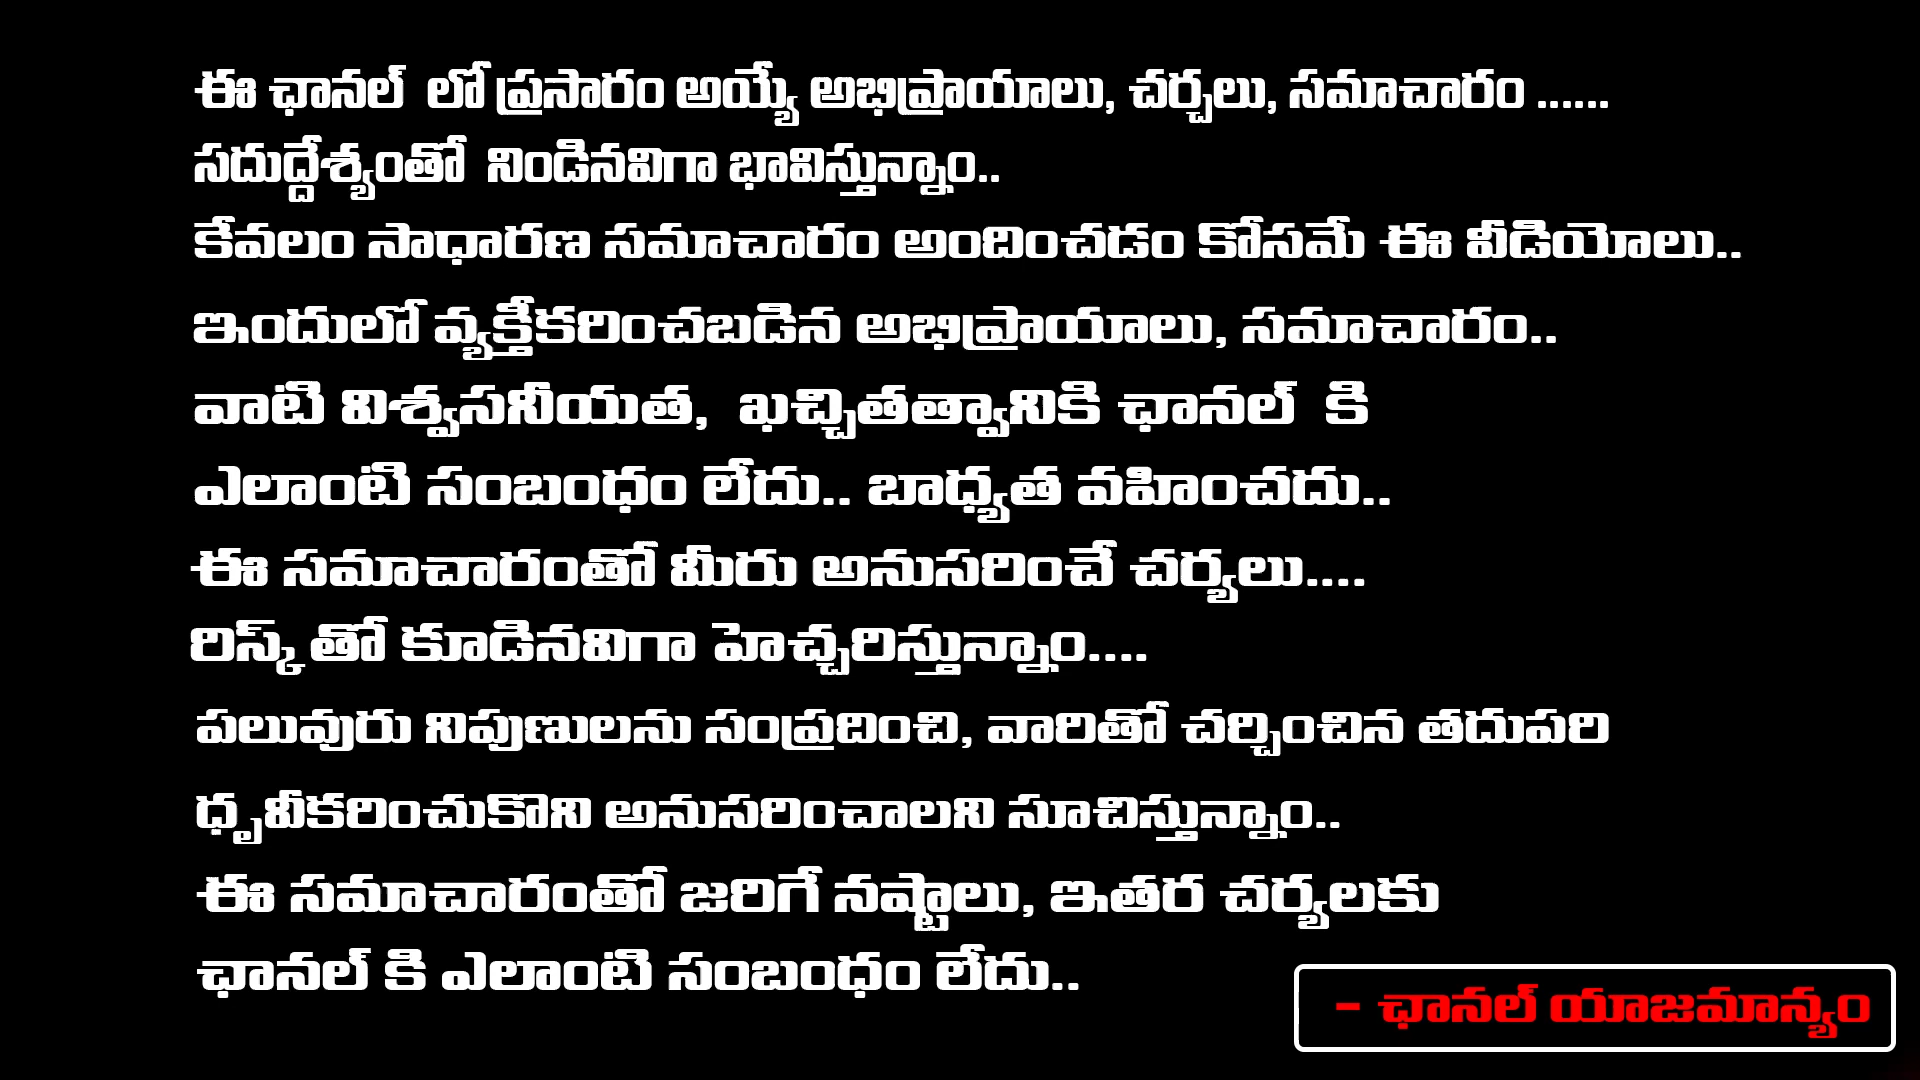 ఈ ఛానల్ లో ప్రసారం అయ్యే అభిప్రాయాలు, చర్చలు, సమాచారం ......
సదుద్దేశ్యంతో నిండినవిగా భావిస్తున్నాం..
కేవలం సాధారణ సమాచారం అందించడం కోసమే ఈ వీడియోలు..
ఇందులో వ్యక్తీకరించబడిన అభిప్రాయాలు, సమాచారం..
వాటి విశ్వసనీయత, ఖచ్చితత్వానికి ఛానల్ కి
ఎలాంటి సంబంధం లేదు.. బాధ్యత వహించదు..
ఈ సమాచారంతో మీరు అనుసరించే చర్యలు....
రిస్క్ తో కూడినవిగా హెచ్చరిస్తున్నాం....
పలువురు నిపుణులను సంప్రదించి, వారితో చర్చించిన తదుపరి
ధృవీకరించుకొని అనుసరించాలని సూచిస్తున్నాం..
ఈ సమాచారంతో జరిగే నష్టాలు, ఇతర చర్యలకు
ఛానల్ కి ఎలాంటి సంబంధం లేదు..
- ఛానల్ యాజమాన్యం